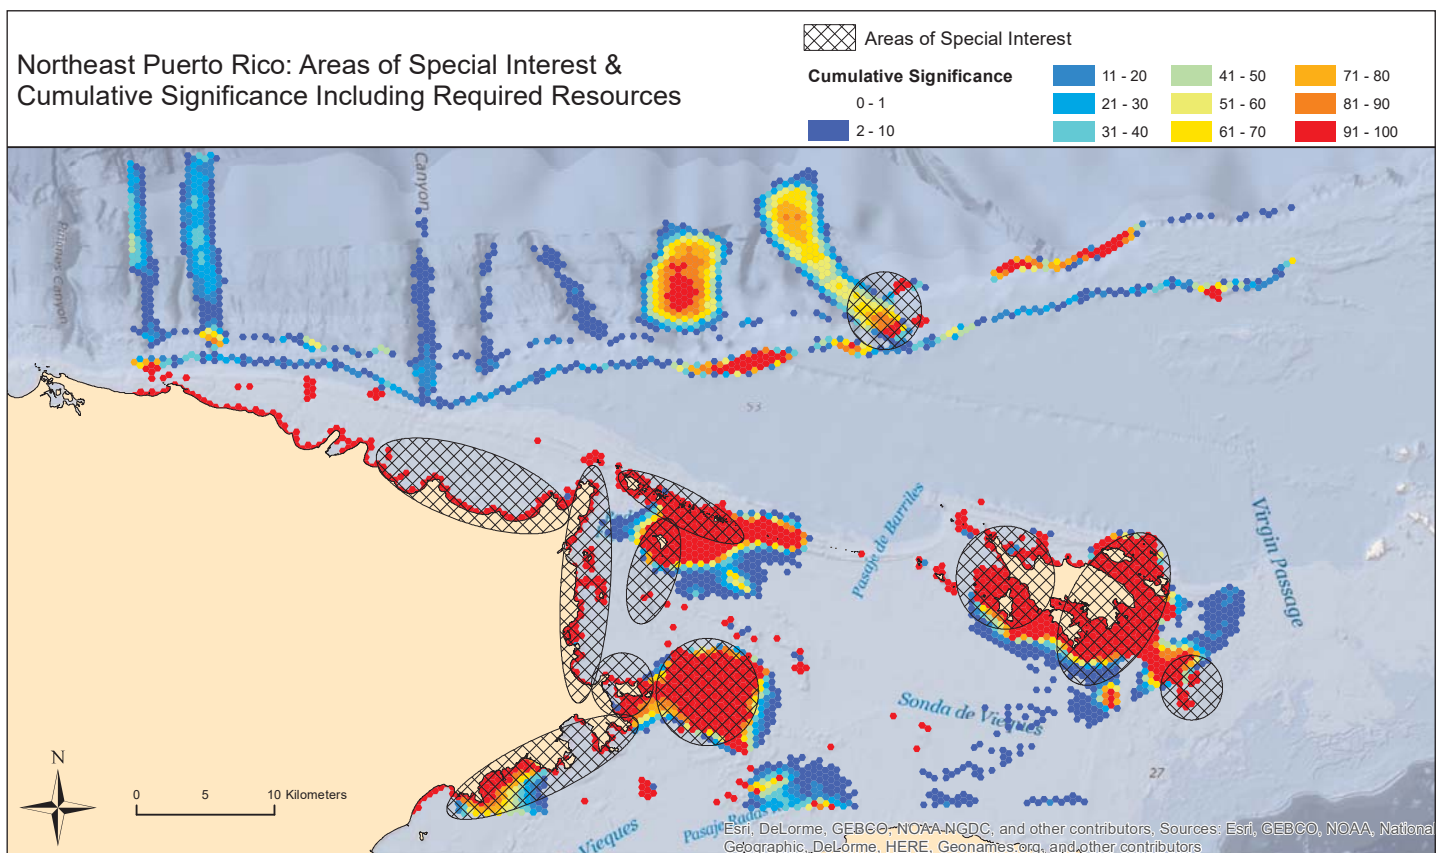 Northeast Puerto Rico: Areas of Special Interest &
Cumulative Significance Including Required Resources
Areas of Special Interest
Cumulative Significance
0 - 1
2 - 10
11 - 20
21 - 30
31 - 40
41 - 50
51 - 60
61 - 70
71 - 80
81 - 90
91 - 100
Canyon
Canyon
53
Pasaje de Barriles
Virgin Passage
Sonda de Vieques
27
N
0 5 10 Kilometers
Vieques
Pasaje
Esri, DeLorme, GEBCO, NOAA NGDC, and other contributors, Sources: Esri, GEBCO, NOAA, National
Geographic, DeLorme, HERE, Geonames.org, and other contributors